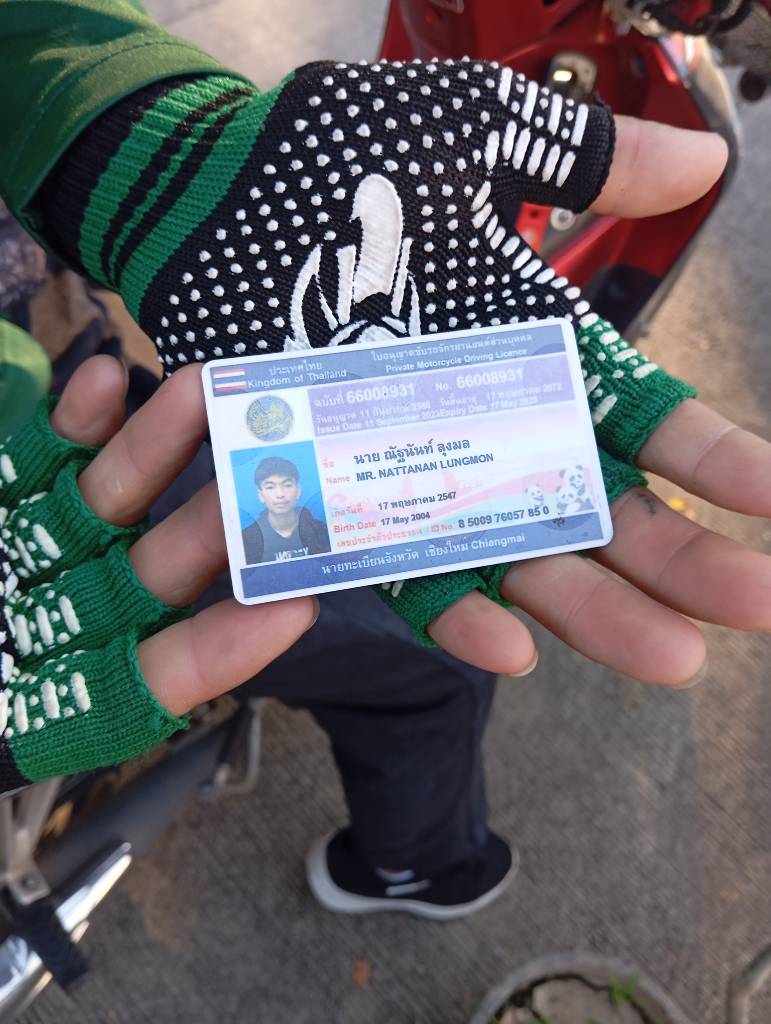 ประเทศไทย ใบอนุญาตขับรถจักรยานยนต์ส่วนบุคคล
Kingdom of Thailand Private Motorcycle Driving Licence
ฉบับที่ 66008931 No. 66008931
วันอนุญาต 11 กันยายน 2566 วันสิ้นอายุ 17 พฤษภาคม 2572
Issue Date 11 September 2023 Expiry Date 17 May 2029
ชื่อ นาย ณัฐนันท์ ลุงมล
Name MR. NATTANAN LUNGMON
เกิดวันที่ 17 พฤษภาคม 2547
Birth Date 17 May 2004
เลขประจำตัวประชาชน / ID No. 8 5009 76057 85 0
นายทะเบียนจังหวัด เชียงใหม่ Chiangmai